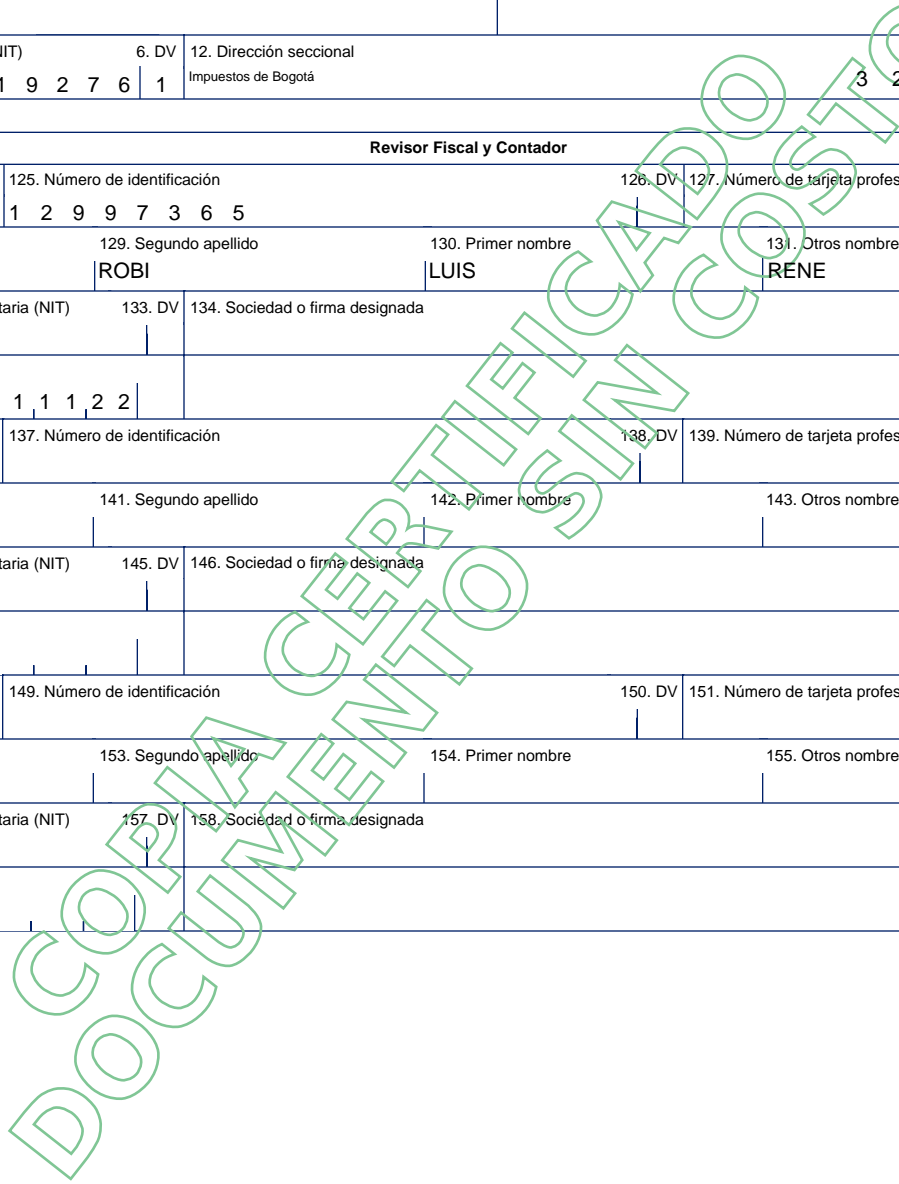 IT) 6. DV 12. Dirección seccional
1 9 2 7 6 1 Impuestos de Bogotá 3 2
Revisor Fiscal y Contador
125. Número de identificación 126. DV 127. Número de tarjeta profes
1 2 9 9 7 3 6 5
129. Segundo apellido 130. Primer nombre 131. Otros nombre
ROBI LUIS RENE
taria (NIT) 133. DV 134. Sociedad o firma designada
1 1 1 2 2
137. Número de identificación 138. DV 139. Número de tarjeta profes
141. Segundo apellido 142. Primer nombre 143. Otros nombre
taria (NIT) 145. DV 146. Sociedad o firma designada
149. Número de identificación 150. DV 151. Número de tarjeta profes
153. Segundo apellido 154. Primer nombre 155. Otros nombre
taria (NIT) 157. DV 158. Sociedad o firma designada
COPIA CERTIFICADO
DOCUMENTO SIN COSTO